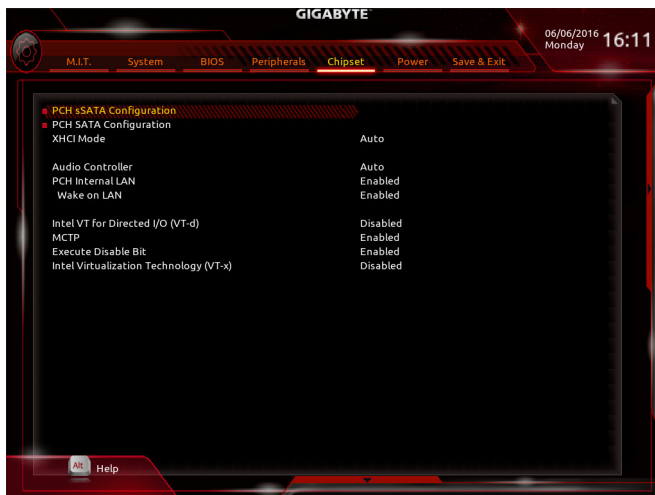 GIGABYTE™
06/06/2016 Monday 16:11
M.I.T. System BIOS Peripherals Chipset Power Save & Exit
PCH sSATA Configuration
PCH SATA Configuration
XHCI Mode Auto
Audio Controller Auto
PCH Internal LAN Enabled
Wake on LAN Enabled
Intel VT for Directed I/O (VT-d) Disabled
MCTP Enabled
Execute Disable Bit Enabled
Intel Virtualization Technology (VT-x) Disabled
Alt Help